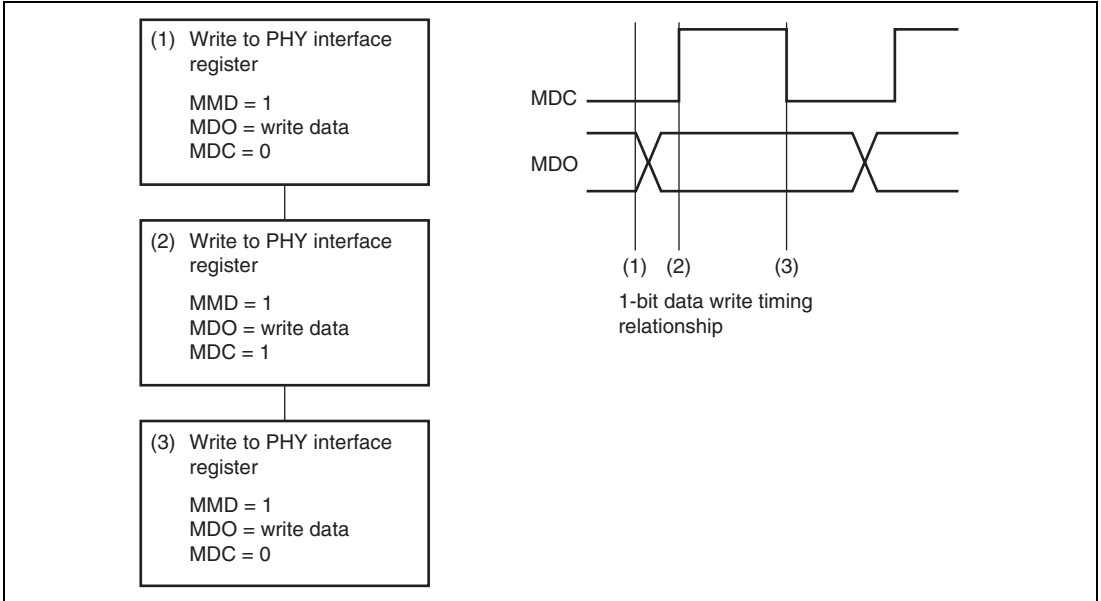 (1) Write to PHY interface
register
MMD = 1
MDO = write data
MDC = 0
(2) Write to PHY interface
register
MMD = 1
MDO = write data
MDC = 1
(3) Write to PHY interface
register
MMD = 1
MDO = write data
MDC = 0
MDC
MDO
(1) (2) (3)
1-bit data write timing
relationship